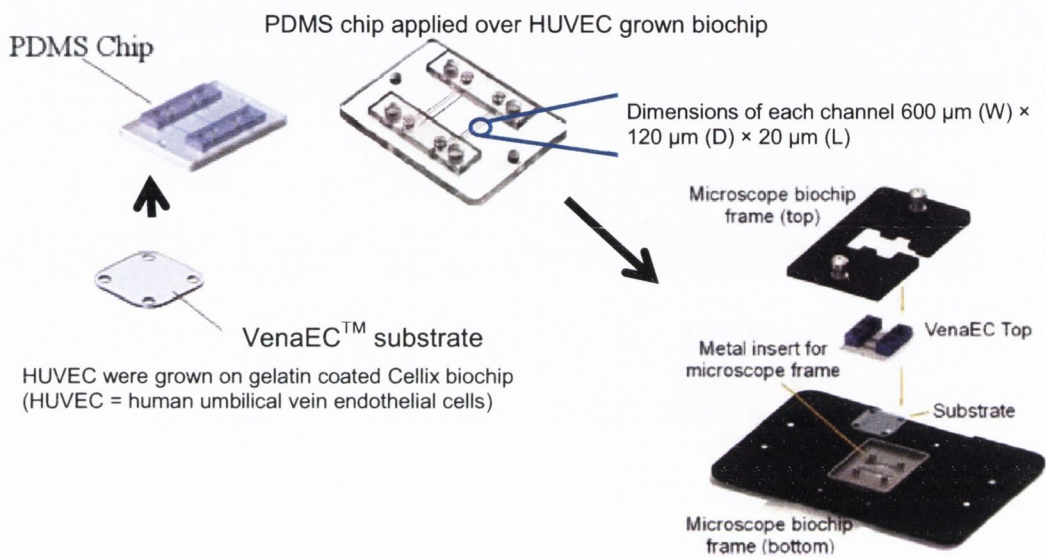 PDMS chip applied over HUVEC grown biochip
PDMS Chip
Dimensions of each channel 600 µm (W) ×
120 µm (D) × 20 µm (L)
VenaEC™ substrate
HUVEC were grown on gelatin coated Cellix biochip
(HUVEC = human umbilical vein endothelial cells)
Microscope biochip
frame (top)
VenaEC Top
Metal insert for
microscope frame
Substrate
Microscope biochip
frame (bottom)